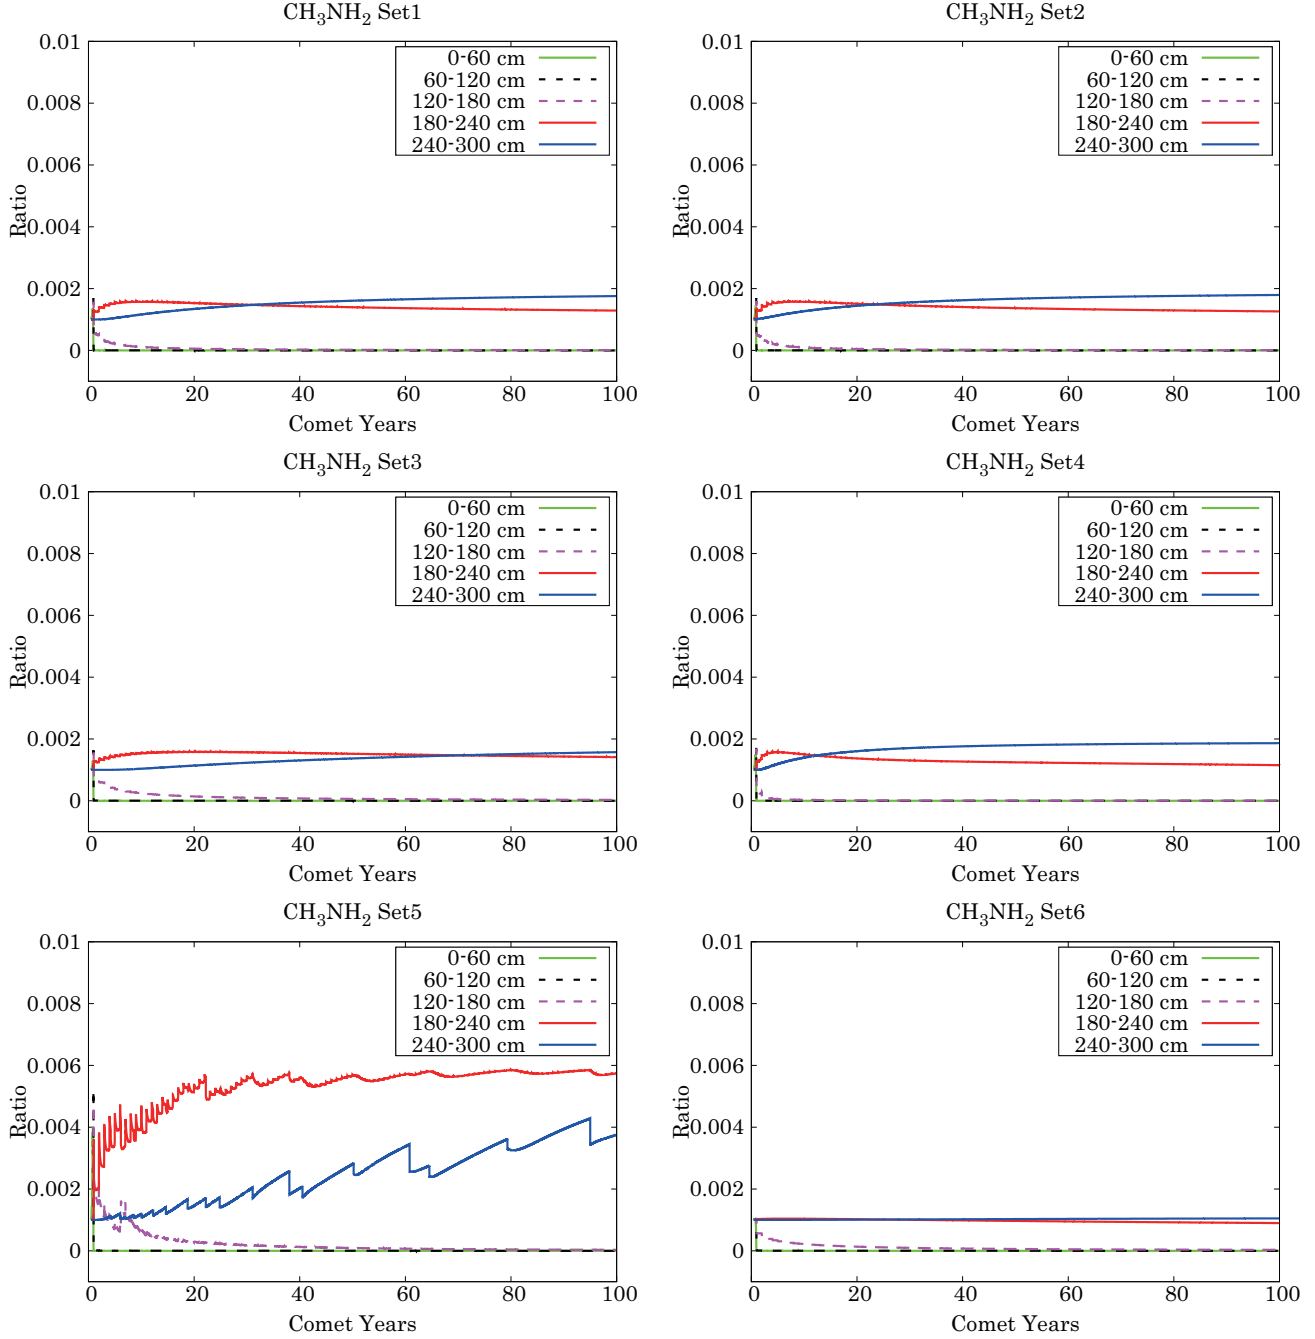 CH₃NH₂ Set1
0.01
0.008
0.006
0.004
0.002
0
Ratio
0-60 cm
60-120 cm
120-180 cm
180-240 cm
240-300 cm
0 20 40 60 80 100
Comet Years
CH₃NH₂ Set2
0.01
0.008
0.006
0.004
0.002
0
Ratio
0-60 cm
60-120 cm
120-180 cm
180-240 cm
240-300 cm
0 20 40 60 80 100
Comet Years
CH₃NH₂ Set3
0.01
0.008
0.006
0.004
0.002
0
Ratio
0-60 cm
60-120 cm
120-180 cm
180-240 cm
240-300 cm
0 20 40 60 80 100
Comet Years
CH₃NH₂ Set4
0.01
0.008
0.006
0.004
0.002
0
Ratio
0-60 cm
60-120 cm
120-180 cm
180-240 cm
240-300 cm
0 20 40 60 80 100
Comet Years
CH₃NH₂ Set5
0.01
0.008
0.006
0.004
0.002
0
Ratio
0-60 cm
60-120 cm
120-180 cm
180-240 cm
240-300 cm
0 20 40 60 80 100
Comet Years
CH₃NH₂ Set6
0.01
0.008
0.006
0.004
0.002
0
Ratio
0-60 cm
60-120 cm
120-180 cm
180-240 cm
240-300 cm
0 20 40 60 80 100
Comet Years